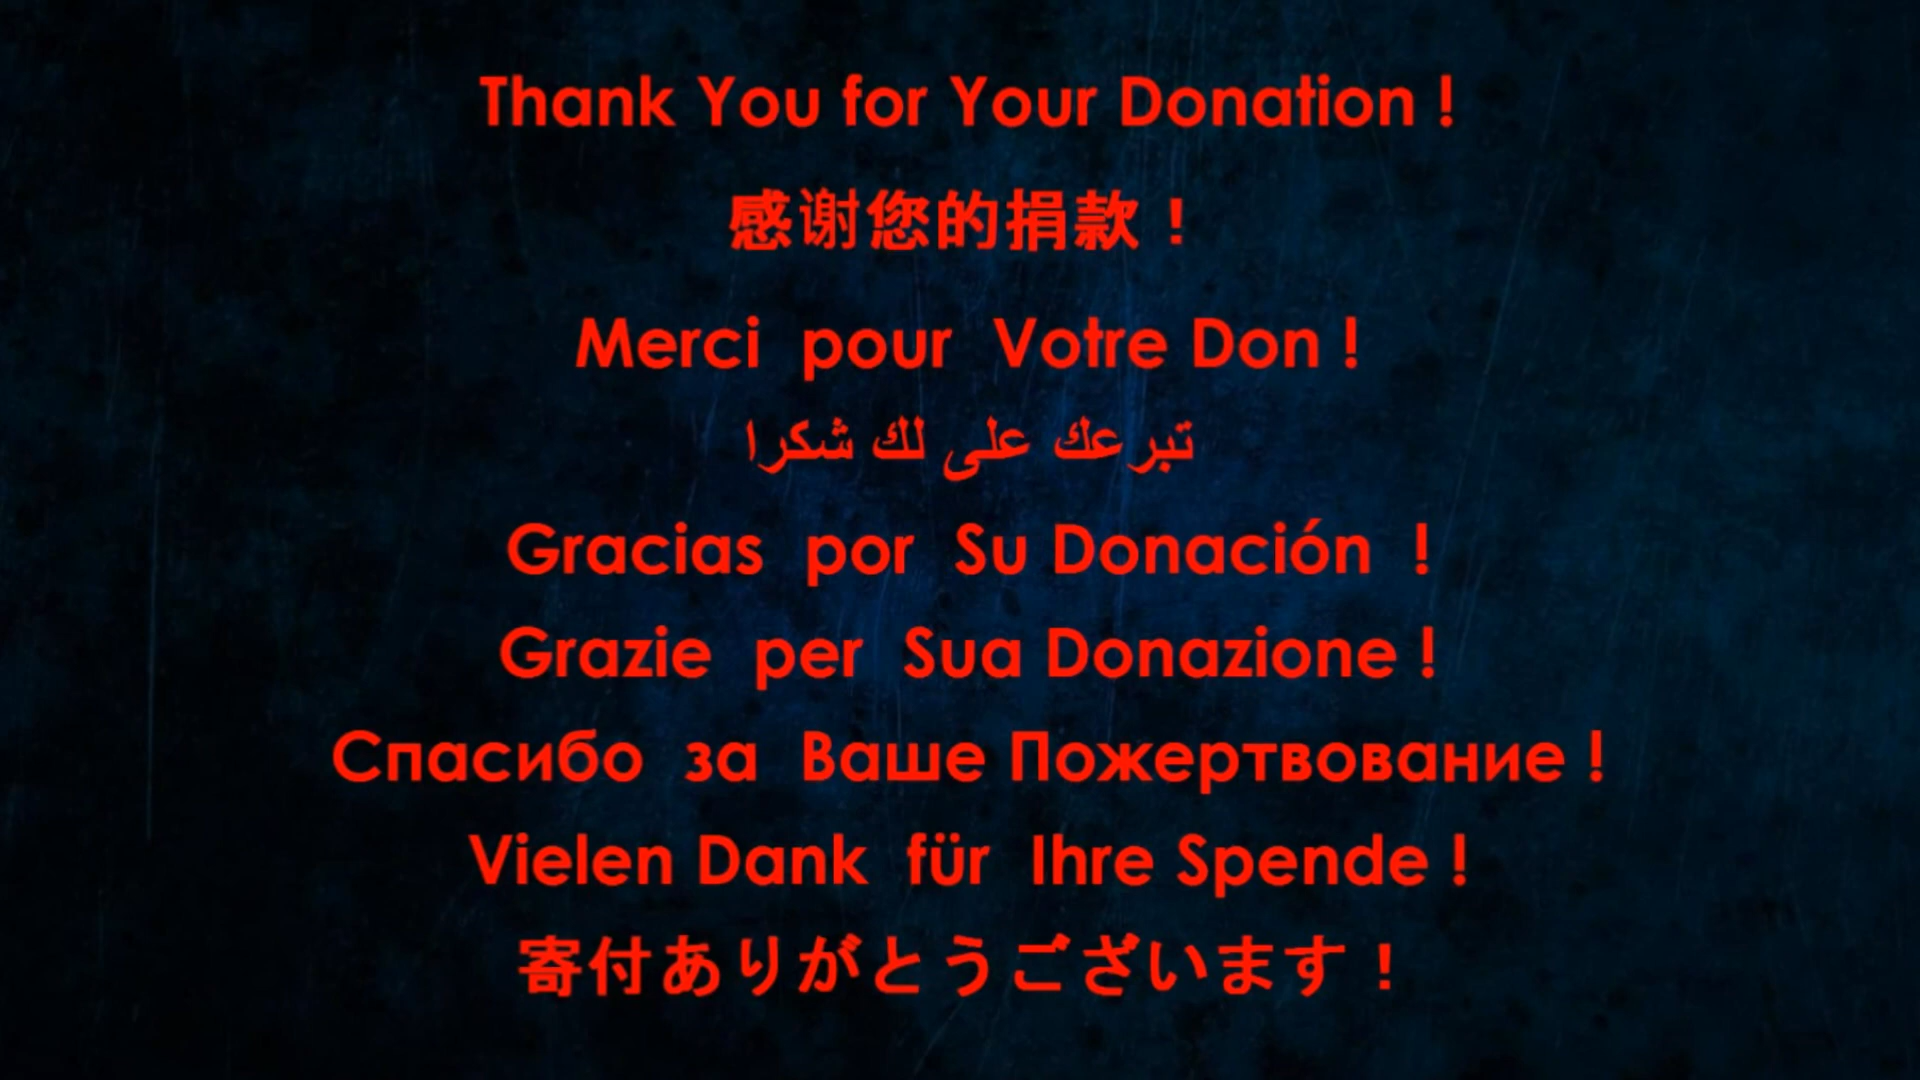 Thank You for Your Donation !
感谢您的捐款！
Merci pour Votre Don !
تبرعك على لك شكرا
Gracias por Su Donación !
Grazie per Sua Donazione !
Спасибо за Ваше Пожертвование !
Vielen Dank für Ihre Spende !
寄付ありがとうございます！